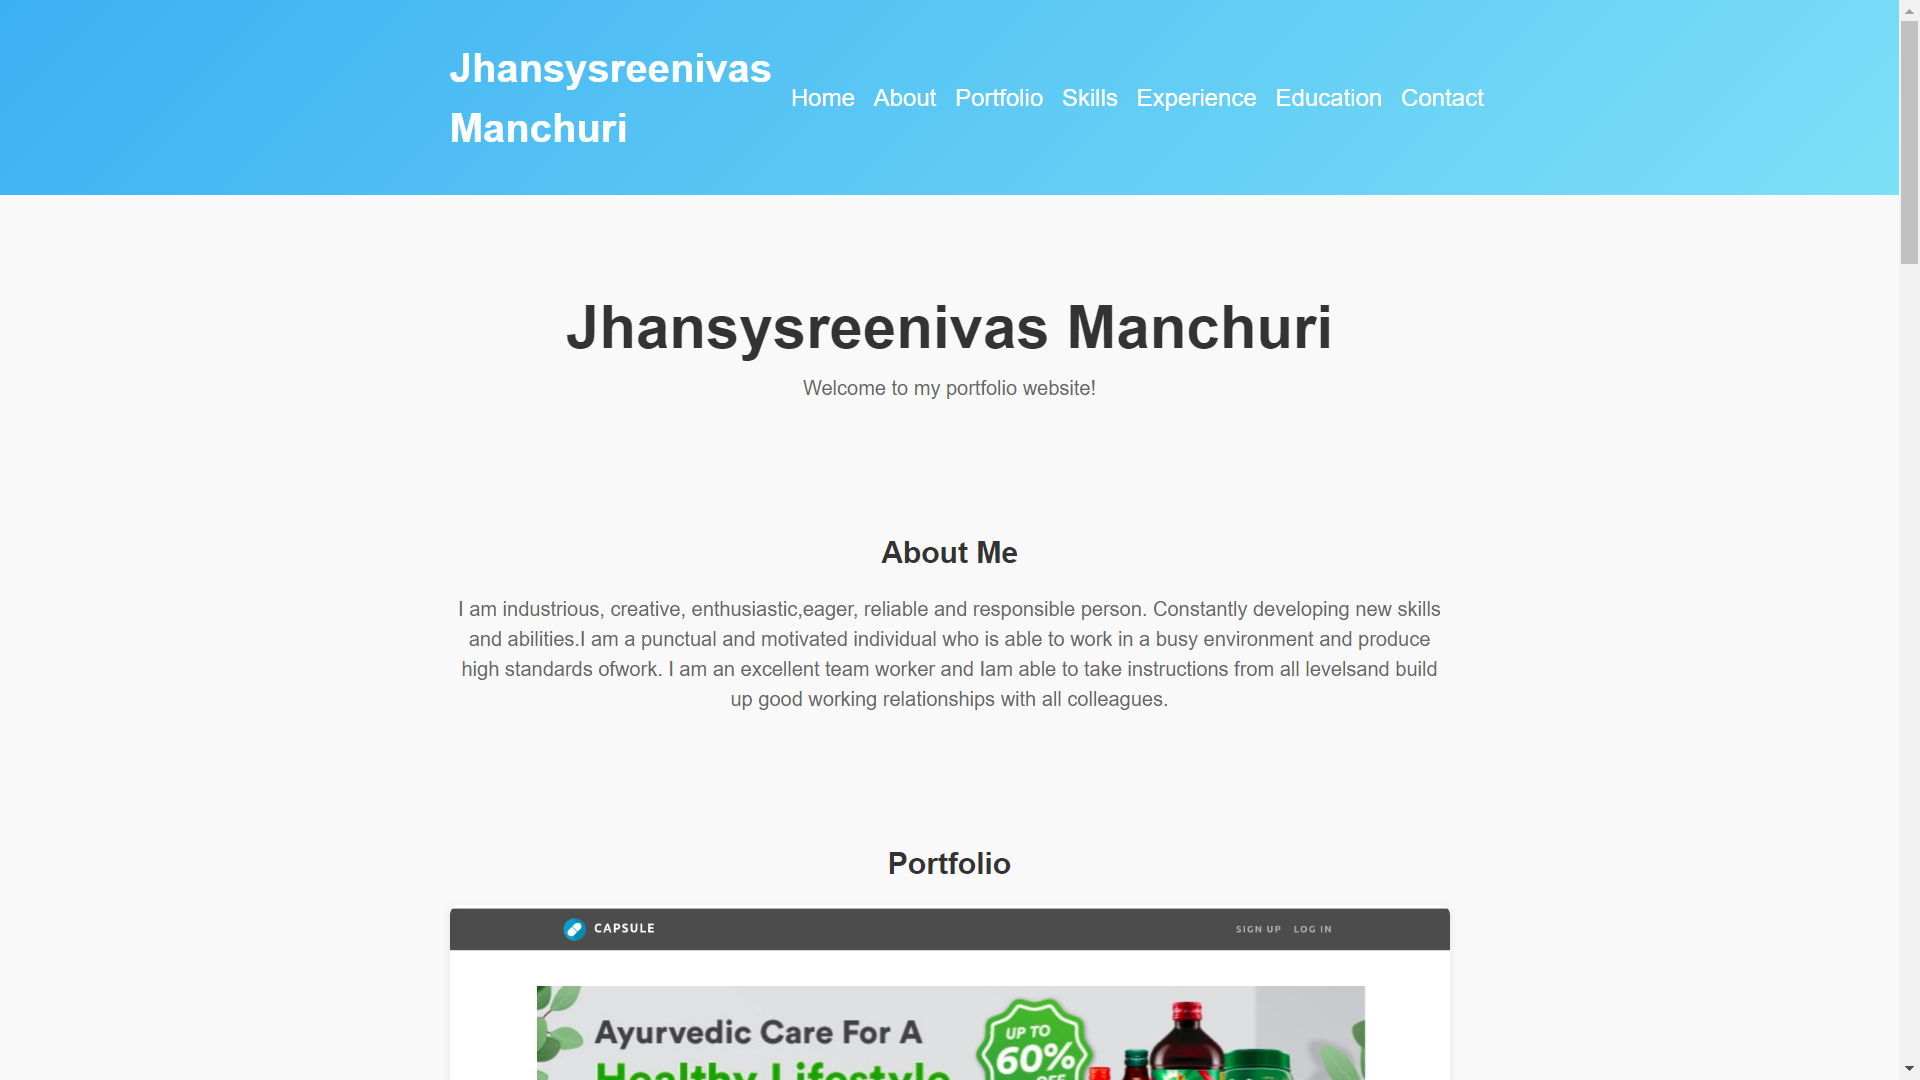 Jhansysreenivas
Manchuri
Home About Portfolio Skills Experience Education Contact
Jhansysreenivas Manchuri
Welcome to my portfolio website!
About Me
I am industrious, creative, enthusiastic,eager, reliable and responsible person. Constantly developing new skills
and abilities.I am a punctual and motivated individual who is able to work in a busy environment and produce
high standards ofwork. I am an excellent team worker and Iam able to take instructions from all levelsand build
up good working relationships with all colleagues.
Portfolio
CAPSULE
SIGN UP LOG IN
Ayurvedic Care For A
Healthy Lifestyle
UP TO
60%
OFF